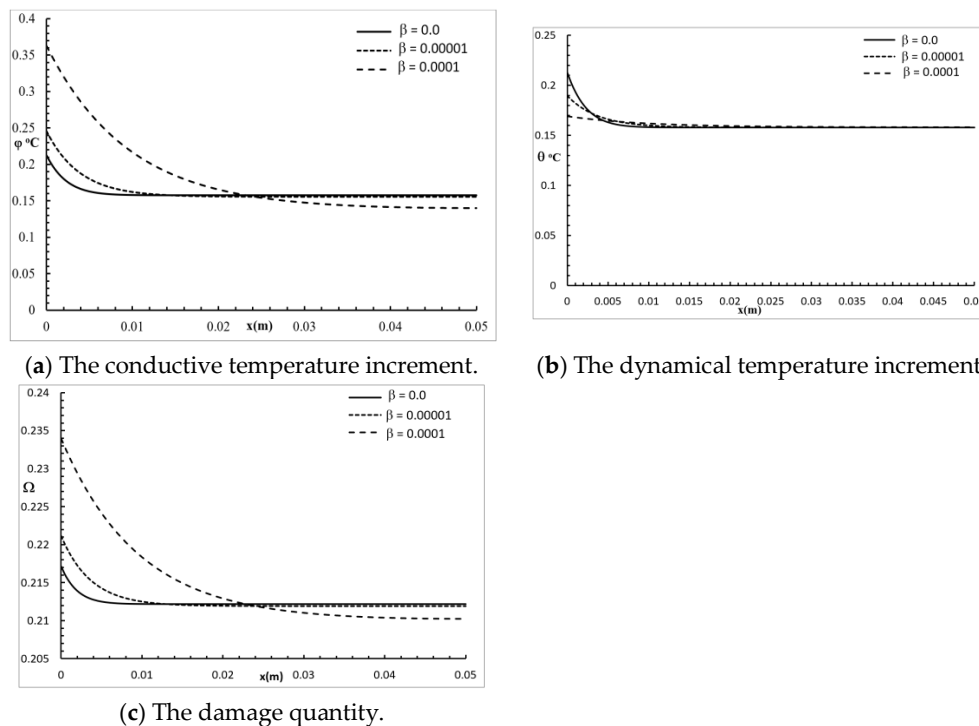 0.4
0.35
0.3
0.25
φ °C
0.2
0.15
0.1
0.05
0
0 0.01 0.02 0.03 0.04 0.05
x(m)
β = 0.0
β = 0.00001
β = 0.0001
(a) The conductive temperature increment.
0.25
0.2
0.15
θ °C
0.1
0.05
0
0 0.005 0.01 0.015 0.02 0.025 0.03 0.035 0.04 0.045 0.05
x(m)
β = 0.0
β = 0.00001
β = 0.0001
(b) The dynamical temperature increment
0.24
0.235
0.23
Ω
0.225
0.22
0.215
0.21
0.205
0 0.01 0.02 0.03 0.04 0.05
x(m)
β = 0.0
β = 0.00001
β = 0.0001
(c) The damage quantity.